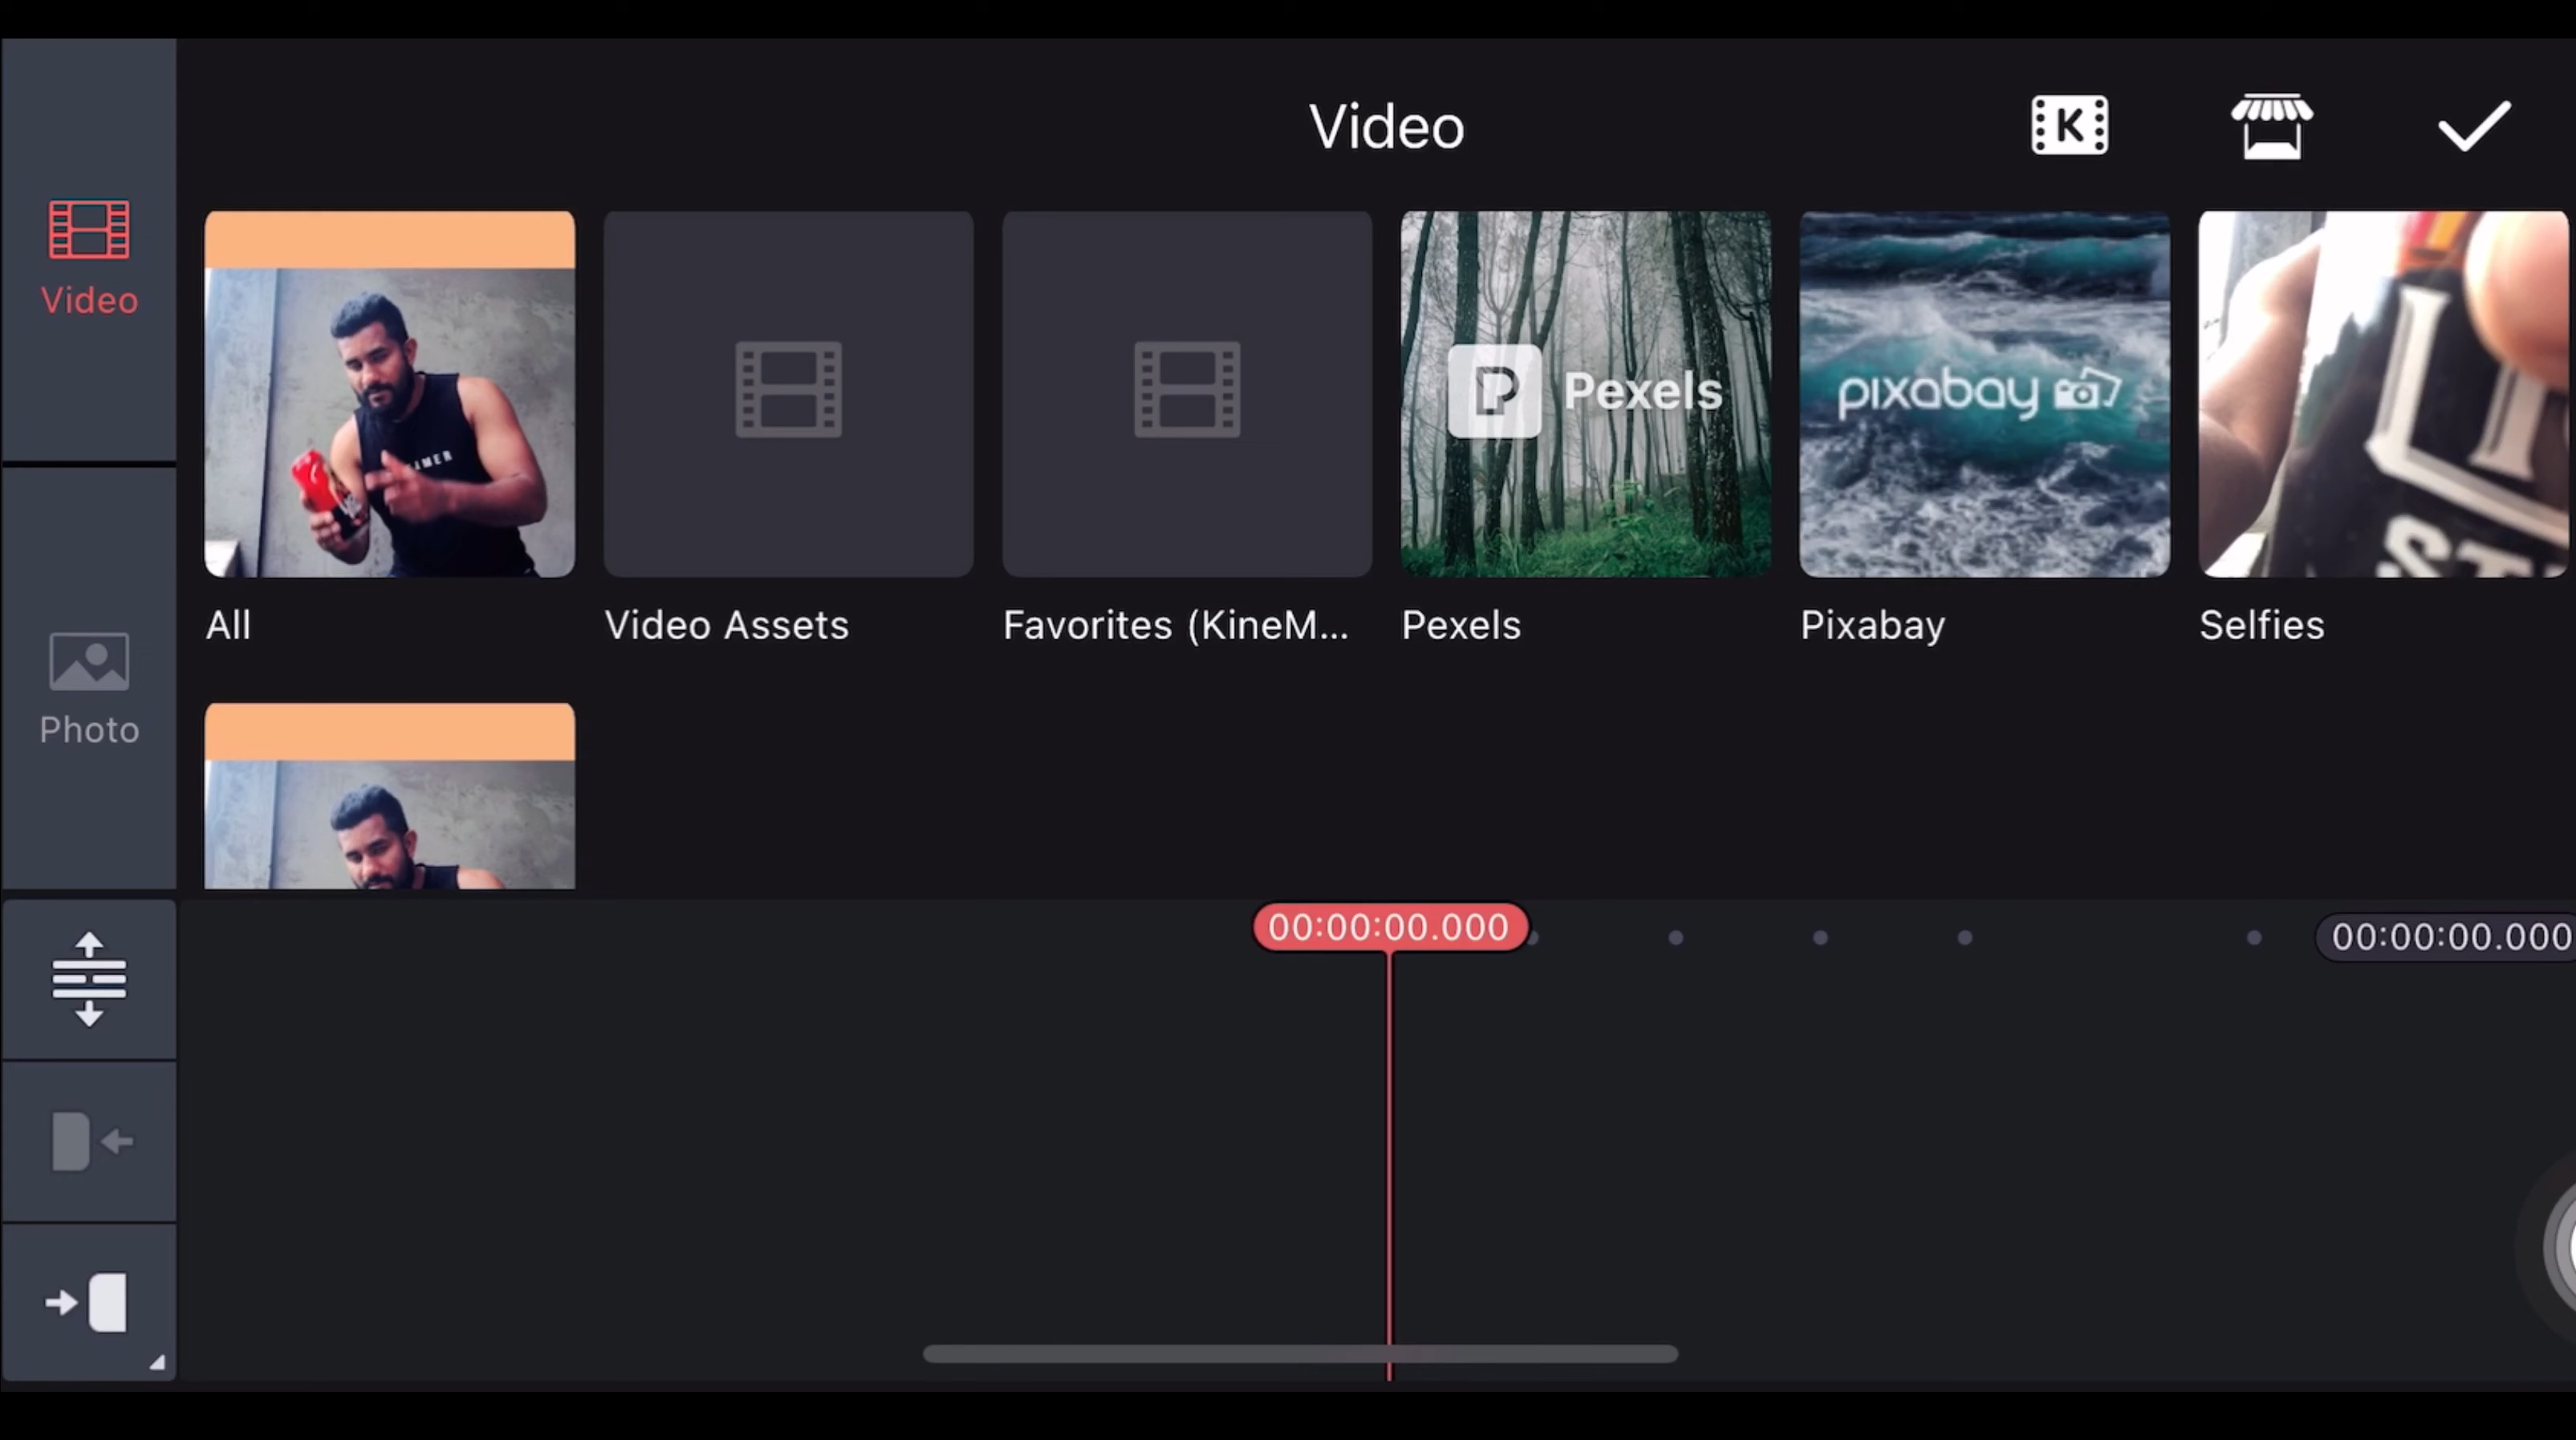 Video
K
Video
Pexels
pixabay
All
Video Assets
Favorites (KineM...
Pexels
Pixabay
Selfies
Photo
00:00:00.000
00:00:00.000